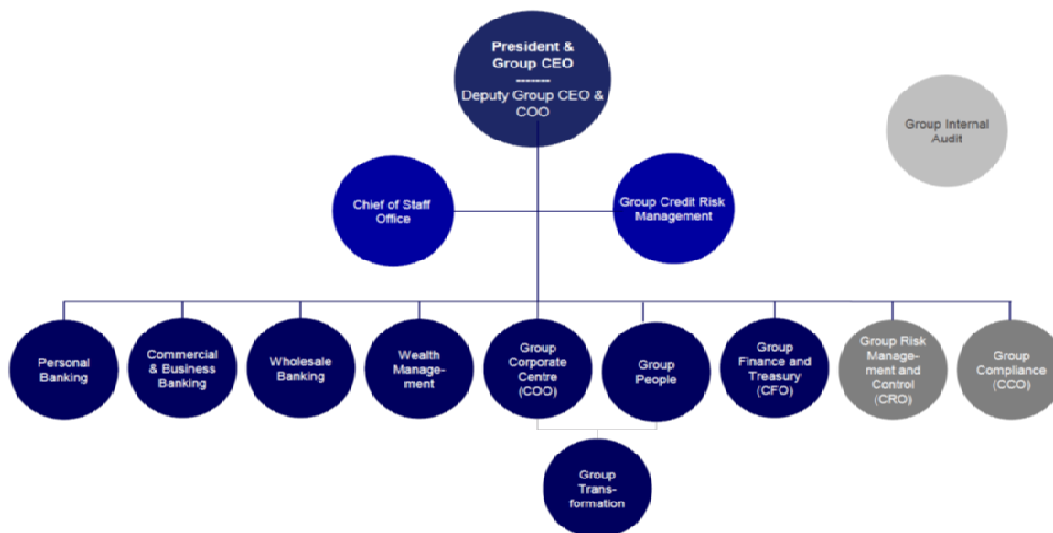 President &
Group CEO
-------
Deputy Group CEO &
COO
Group Internal
Audit
Chief of Staff
Office
Group Credit Risk
Management
Personal
Banking
Commercial
& Business
Banking
Wholesale
Banking
Wealth
Manage-
ment
Group
Corporate
Centre
(COO)
Group
People
Group
Finance and
Treasury
(CFO)
Group Risk
Manage-
ment and
Control
(CRO)
Group
Compliance
(CCO)
Group
Trans-
formation